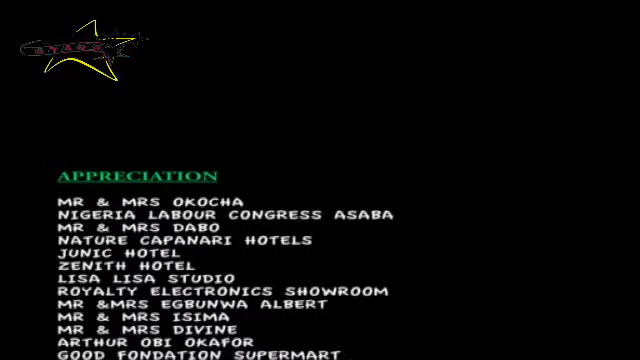 APPRECIATION
MR & MRS OKOCHA
NIGERIA LABOUR CONGRESS ASABA
MR & MRS DABO
NATURE CAPANARI HOTELS
JUNIC HOTEL
ZENITH HOTEL
LISA LISA STUDIO
ROYALTY ELECTRONICS SHOWROOM
MR &MRS EGBUNWA ALBERT
MR & MRS ISIMA
MR & MRS DIVINE
ARTHUR OBI OKAFOR
GOOD FONDATION SUPERMART